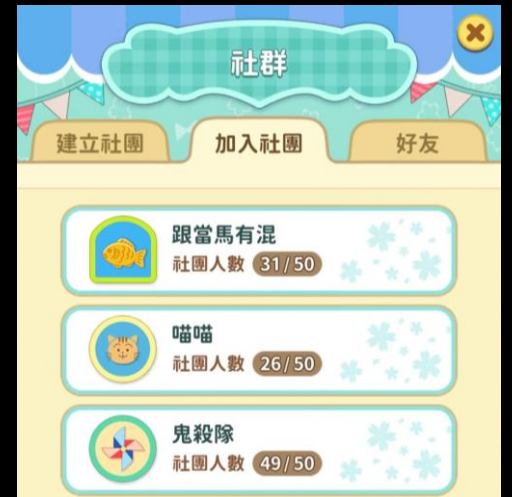 社群
建立社團 加入社團 好友
跟當馬有混
社團人數 31/50
喵喵
社團人數 26/50
鬼殺隊
社團人數 49/50